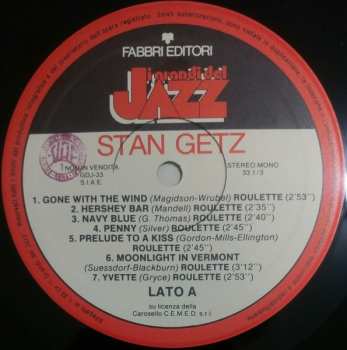 FABBRI EDITORI
i grandi del
JAZZ
STAN GETZ
NON IN VENDITA
GDJ-33
S.I.A.E.
STEREO MONO
33.1/3
1. GONE WITH THE WIND (Magidson-Wrubel) ROULETTE (2'53")
2. HERSHEY BAR (Mandell) ROULETTE (2'35")
3. NAVY BLUE (G. Thomas) ROULETTE (2'40")
4. PENNY (Silver) ROULETTE (2'45")
5. PRELUDE TO A KISS (Gordon-Mills-Ellington)
ROULETTE (2'45")
6. MOONLIGHT IN VERMONT
(Suessdorf-Blackburn) ROULETTE (3'12")
7. YVETTE (Gryce) ROULETTE (2'53")
LATO A
su licenza della
Carosello C.E.M.E.D. s.r.l.